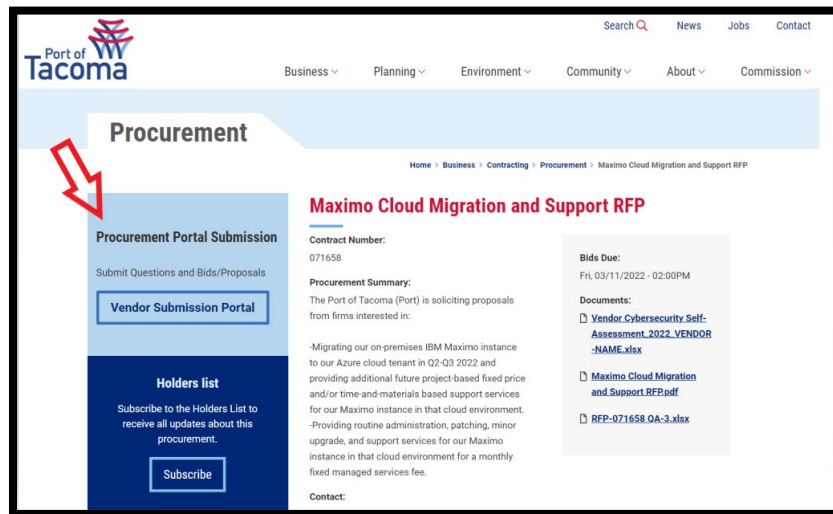 Port of
Tacoma
Search
News
Jobs
Contact
Business
Planning
Environment
Community
About
Commission
Procurement
Home > Business > Contracting > Procurement > Maximo Cloud Migration and Support RFP
Procurement Portal Submission
Submit Questions and Bids/Proposals
Vendor Submission Portal
Holders list
Subscribe to the Holders List to
receive all updates about this
procurement.
Subscribe
Maximo Cloud Migration and Support RFP
Contract Number:
071658
Procurement Summary:
The Port of Tacoma (Port) is soliciting proposals
from firms interested in:
-Migrating our on-premises IBM Maximo instance
to our Azure cloud tenant in Q2-Q3 2022 and
providing additional future project-based fixed price
and/or time-and-materials based support services
for our Maximo instance in that cloud environment.
-Providing routine administration, patching, minor
upgrade, and support services for our Maximo
instance in that cloud environment for a monthly
fixed managed services fee.
Contact:
Bids Due:
Fri, 03/11/2022 - 02:00PM
Documents:
Vendor Cybersecurity Self-
Assessment_2022_VENDOR
-NAME.xlsx
Maximo Cloud Migration
and Support RFP.pdf
RFP-071658 QA-3.xlsx